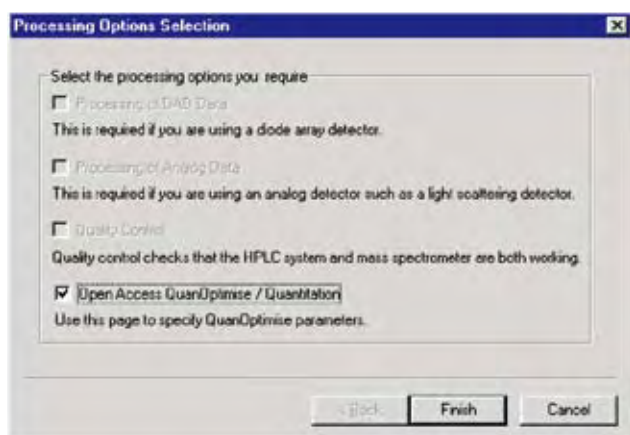 Processing Options Selection
Select the processing options you require
Processing of DAD Data
This is required if you are using a diode array detector.
Processing of Analog Data
This is required if you are using an analog detector such as a light scattering detector.
Quality Control
Quality control checks that the HPLC system and mass spectrometer are both working.
Open Access QuanOptimise / Quantitation
Use this page to specify QuanOptimise parameters.
< Back
Finish
Cancel